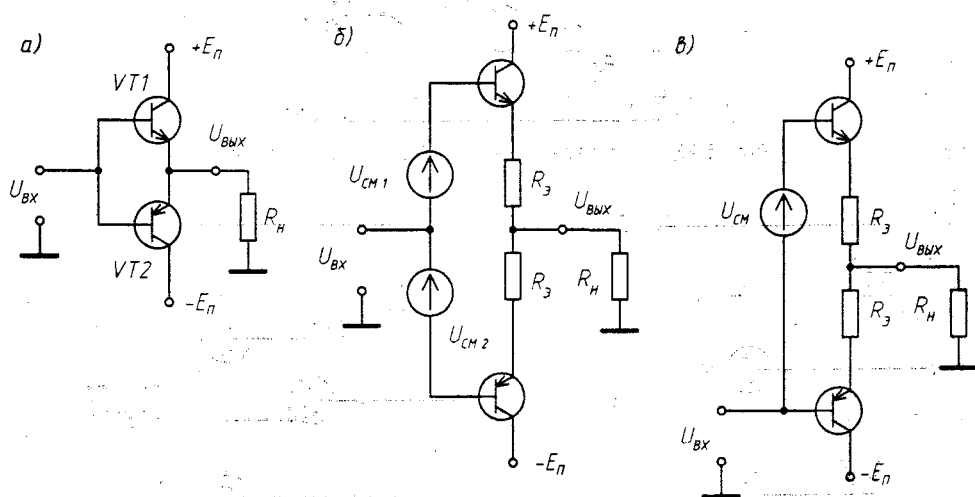 а)
+Eп
VT1
Uвых
Uвх
Rн
VT2
-Eп
б)
+Eп
Uсм 1
Rэ
Uвых
Uвх
Rэ
Rн
Uсм 2
-Eп
в)
+Eп
Uсм
Rэ
Uвых
Rэ
Rн
Uвх
-Eп